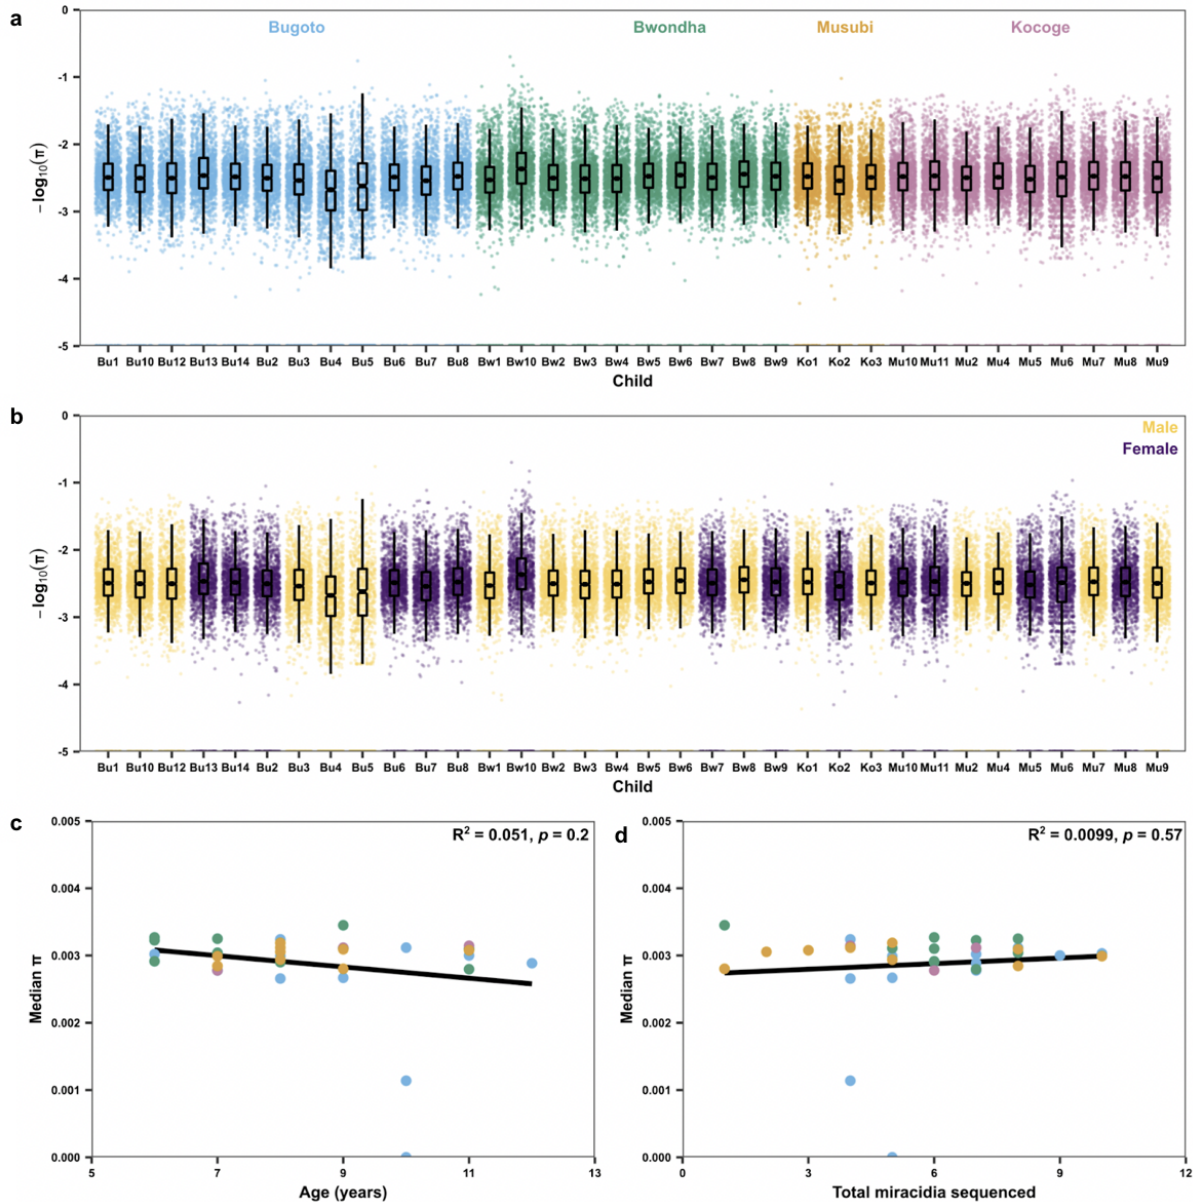 a
Bugoto Bwondha Musubi Kocoge
0
-1
-2
-3
-4
-5
− log10(π)
Bu1 Bu10 Bu12 Bu13 Bu14 Bu2 Bu3 Bu4 Bu5 Bu6 Bu7 Bu8 Bw1 Bw10 Bw2 Bw3 Bw4 Bw5 Bw6 Bw7 Bw8 Bw9 Ko1 Ko2 Ko3 Mu10 Mu11 Mu2 Mu4 Mu5 Mu6 Mu7 Mu8 Mu9
Child
b
Male
Female
0
-1
-2
-3
-4
-5
− log10(π)
Bu1 Bu10 Bu12 Bu13 Bu14 Bu2 Bu3 Bu4 Bu5 Bu6 Bu7 Bu8 Bw1 Bw10 Bw2 Bw3 Bw4 Bw5 Bw6 Bw7 Bw8 Bw9 Ko1 Ko2 Ko3 Mu10 Mu11 Mu2 Mu4 Mu5 Mu6 Mu7 Mu8 Mu9
Child
c
R² = 0.051, p = 0.2
0.005
0.004
0.003
0.002
0.001
0.000
Median π
5 7 9 11 13
Age (years)
d
R² = 0.0099, p = 0.57
0.005
0.004
0.003
0.002
0.001
0.000
Median π
0 3 6 9 12
Total miracidia sequenced